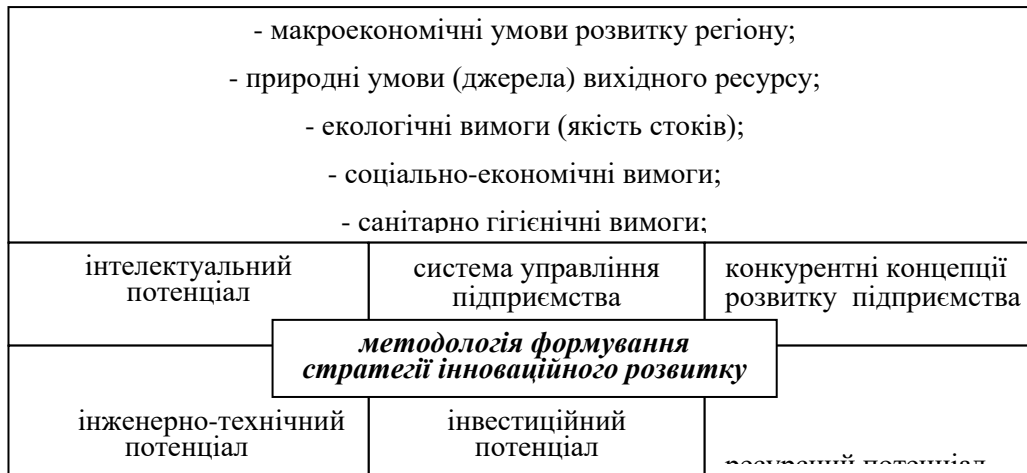 - макроекономічні умови розвитку регіону;
- природні умови (джерела) вихідного ресурсу;
- екологічні вимоги (якість стоків);
- соціально-економічні вимоги;
- санітарно гігієнічні вимоги;
інтелектуальний
потенціал
система управління
підприємства
конкурентні концепції
розвитку підприємства
методологія формування
стратегії інноваційного розвитку
інженерно-технічний
потенціал
інвестиційний
потенціал
потенціал